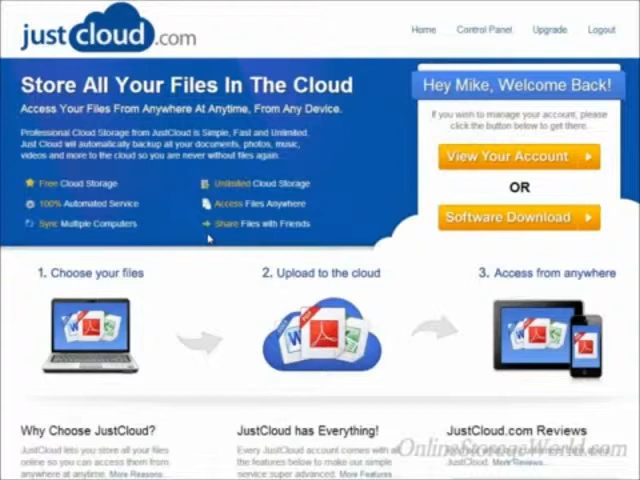 justcloud.com
Home Control Panel Upgrade Logout
Store All Your Files In The Cloud
Access Your Files From Anywhere At Anytime, From Any Device.
Professional Cloud Storage from JustCloud is Simple, Fast and Unlimited.
Just Cloud will automatically backup all your documents, photos, music,
videos and more to the cloud so you are never without files again.
Free Cloud Storage
Unlimited Cloud Storage
100% Automated Service
Access Files Anywhere
Sync Multiple Computers
Share Files with Friends
Hey Mike, Welcome Back!
If you wish to manage your account, please
click the button below to get there.
View Your Account
OR
Software Download
1. Choose your files
2. Upload to the cloud
3. Access from anywhere
Why Choose JustCloud?
JustCloud lets you store all your files
online so you can access them from
anywhere at anytime. More Reasons...
JustCloud has Everything!
Every JustCloud account comes with all
the features below to make our simple
service super advanced. More Features
JustCloud.com Reviews
JustCloud. More Reviews...
OnlineStorageWorld.com